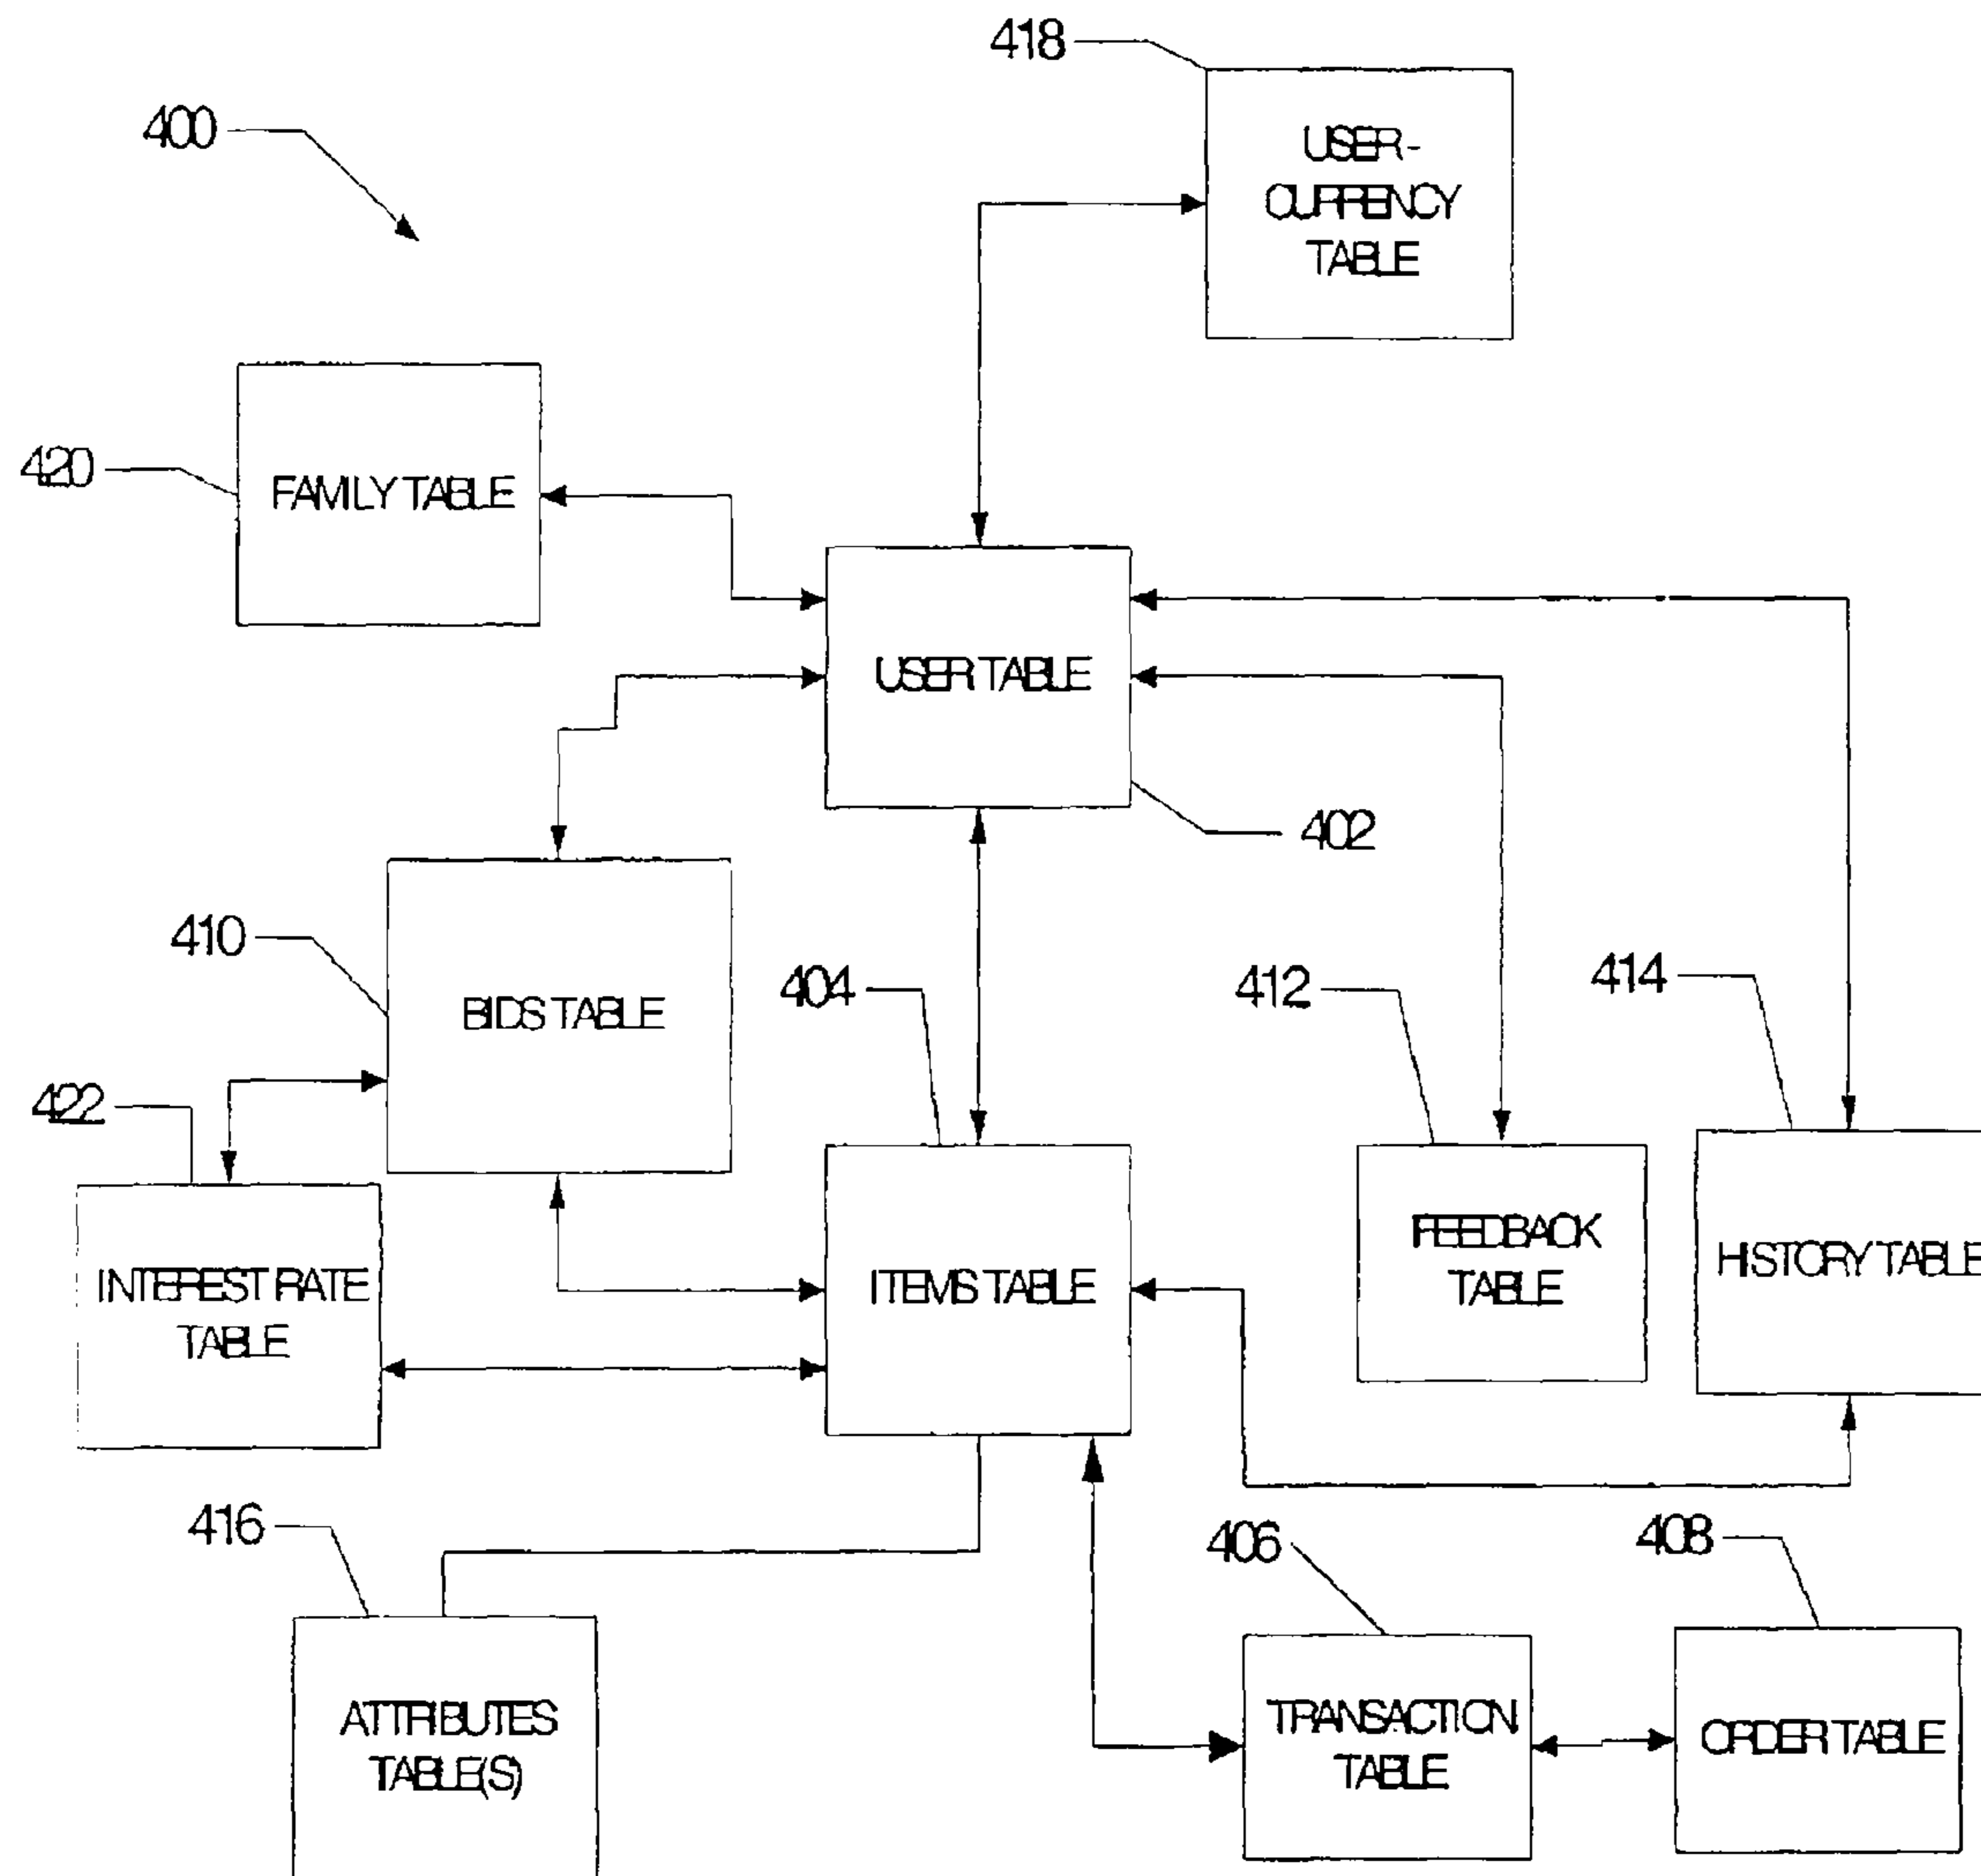 418
400
USER-
CURRENCY
TABLE
420
FAMILY TABLE
USER TABLE
402
410
BIDS TABLE
404
412
414
422
INTEREST RATE
TABLE
ITEMS TABLE
FEEDBACK
TABLE
HISTORY TABLE
416
406
408
ATTRIBUTES
TABLE(S)
TRANSACTION
TABLE
ORDER TABLE